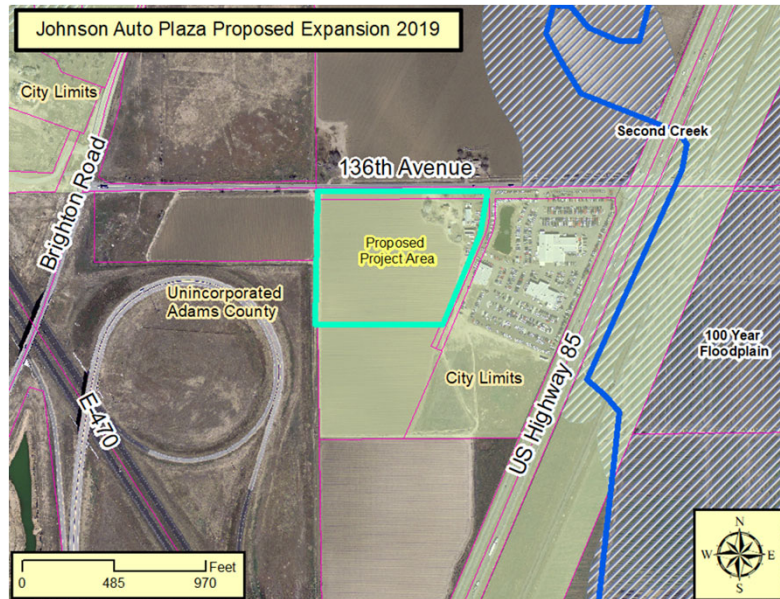 Johnson Auto Plaza Proposed Expansion 2019
City Limits
Second Creek
Brighton Road
136th Avenue
Proposed
Project Area
Unincorporated
Adams County
100 Year
Floodplain
City Limits
US Highway 85
E-470
Feet
0 485 970
N
W E
S